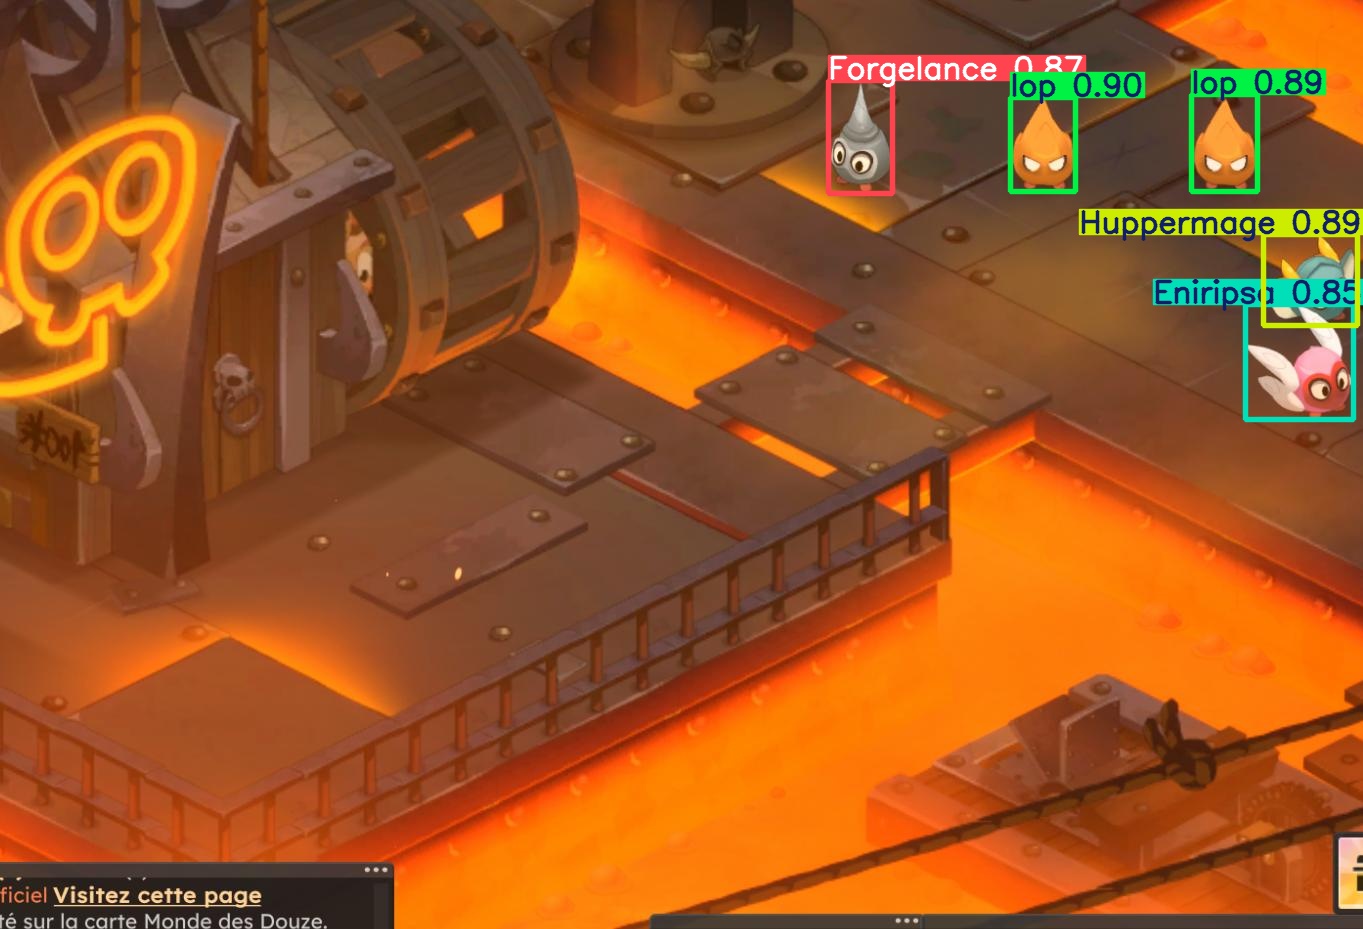 Forgelance 0.87
Iop 0.90
Iop 0.89
Huppermage 0.89
Eniripsa 0.85
ficiel Visitez cette page
té sur la carte Monde des Douze.